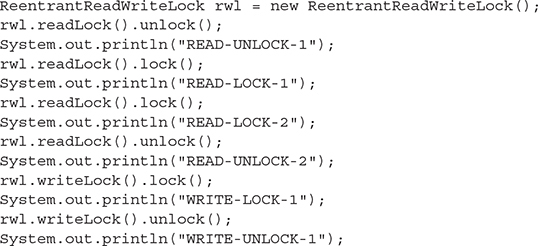 ReentrantReadWriteLock rwl = new ReentrantReadWriteLock();
rwl.readLock().unlock();
System.out.println("READ-UNLOCK-1");
rwl.readLock().lock();
System.out.println("READ-LOCK-1");
rwl.readLock().lock();
System.out.println("READ-LOCK-2");
rwl.readLock().unlock();
System.out.println("READ-UNLOCK-2");
rwl.writeLock().lock();
System.out.println("WRITE-LOCK-1");
rwl.writeLock().unlock();
System.out.println("WRITE-UNLOCK-1");